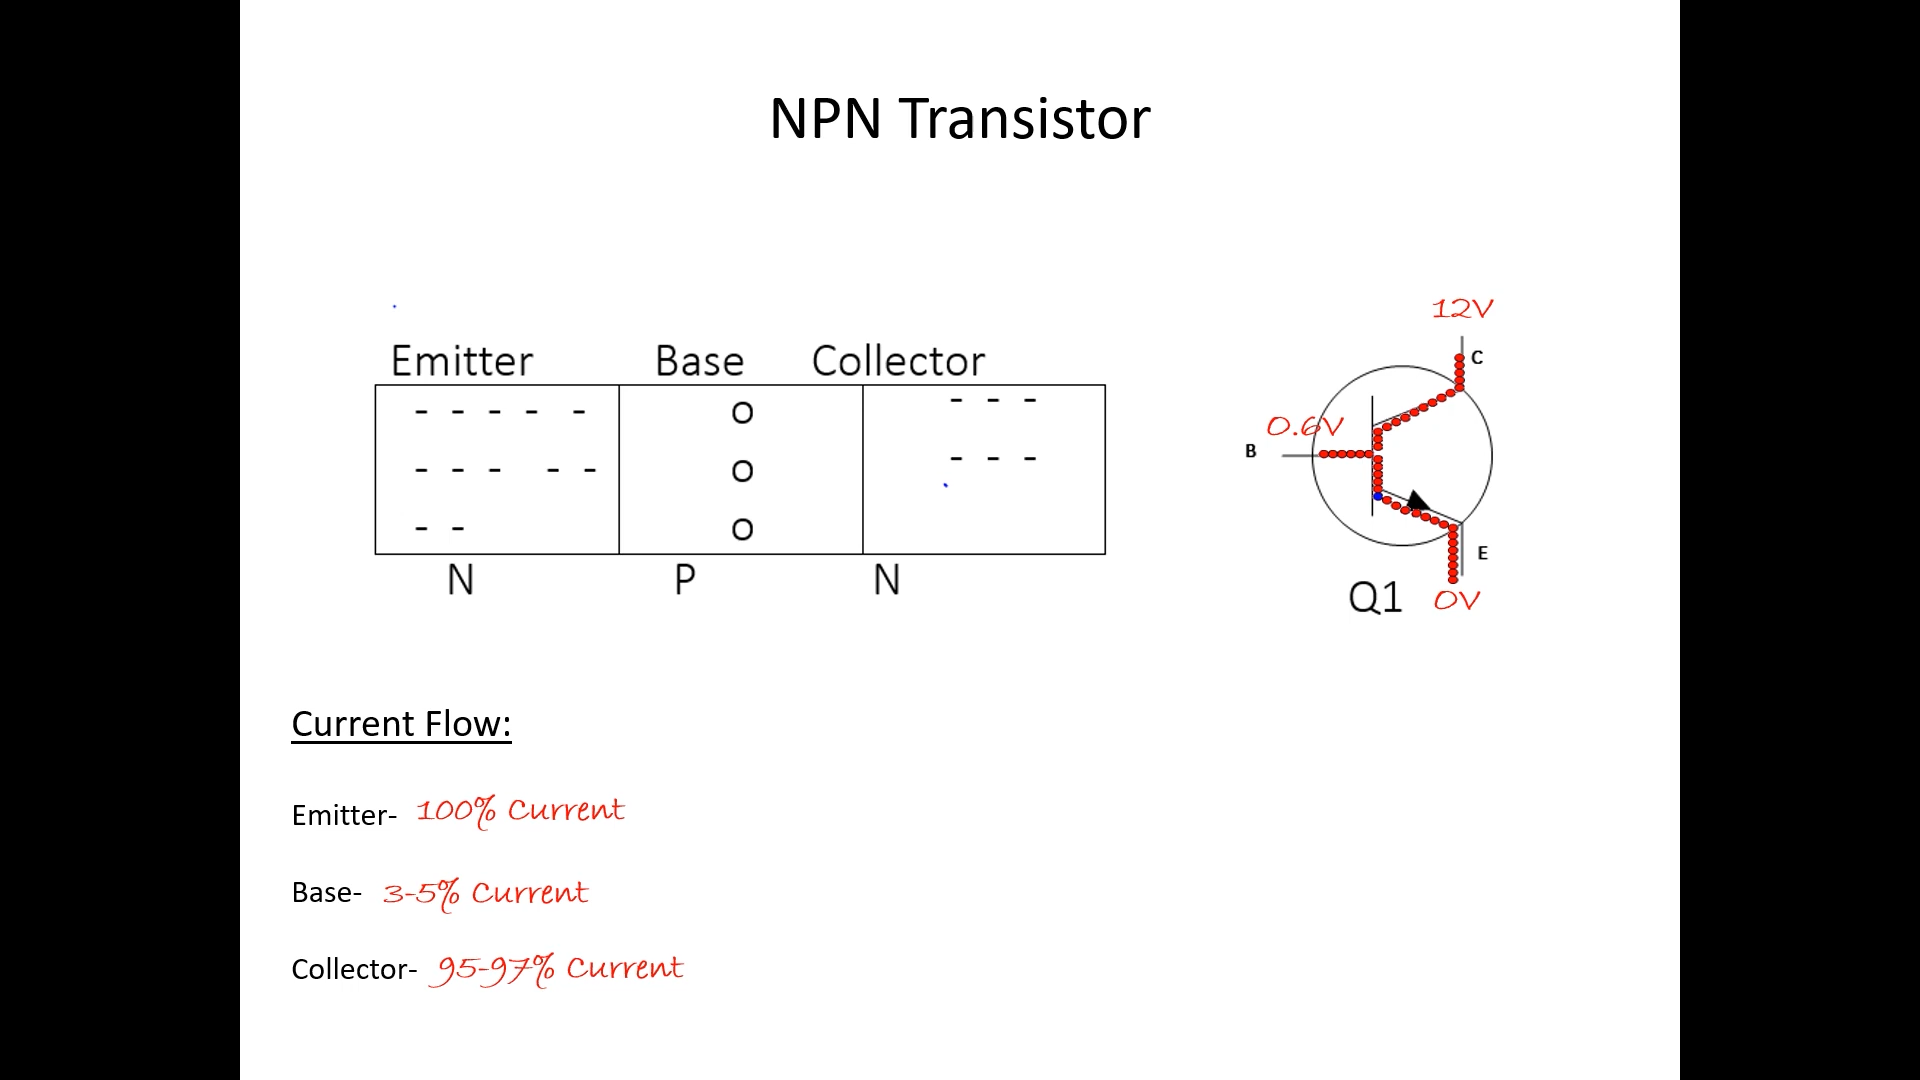 NPN Transistor
Emitter Base Collector
- - - - - o - - -
- - - - - o - - -
- - o
N P N
12V
C
0.6V
B
E
Q1 0V
Current Flow:
Emitter- 100% Current
Base- 3-5% Current
Collector- 95-97% Current